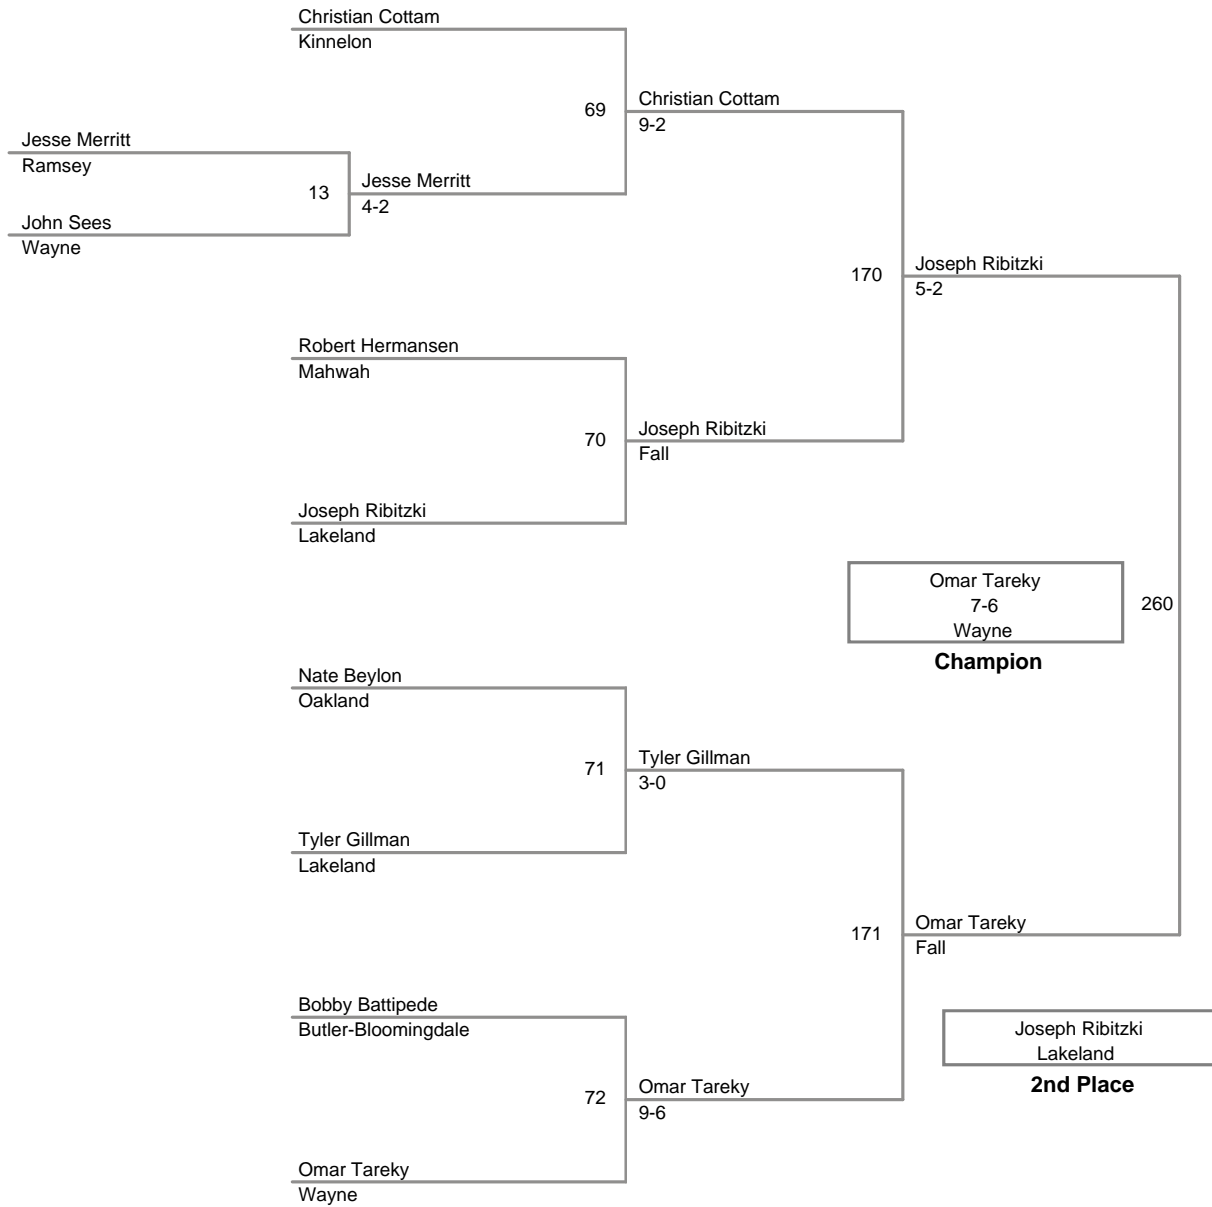 Christian Cottam
Kinnelon
69
Christian Cottam
9-2
Jesse Merritt
Ramsey
13
Jesse Merritt
4-2
John Sees
Wayne
170
Joseph Ribitzki
5-2
Robert Hermansen
Mahwah
70
Joseph Ribitzki
Fall
Joseph Ribitzki
Lakeland
Omar Tareky
7-6
Wayne
Champion
260
Nate Beylon
Oakland
71
Tyler Gillman
3-0
Tyler Gillman
Lakeland
171
Omar Tareky
Fall
Bobby Battipede
Butler-Bloomingdale
Joseph Ribitzki
Lakeland
2nd Place
72
Omar Tareky
9-6
Omar Tareky
Wayne